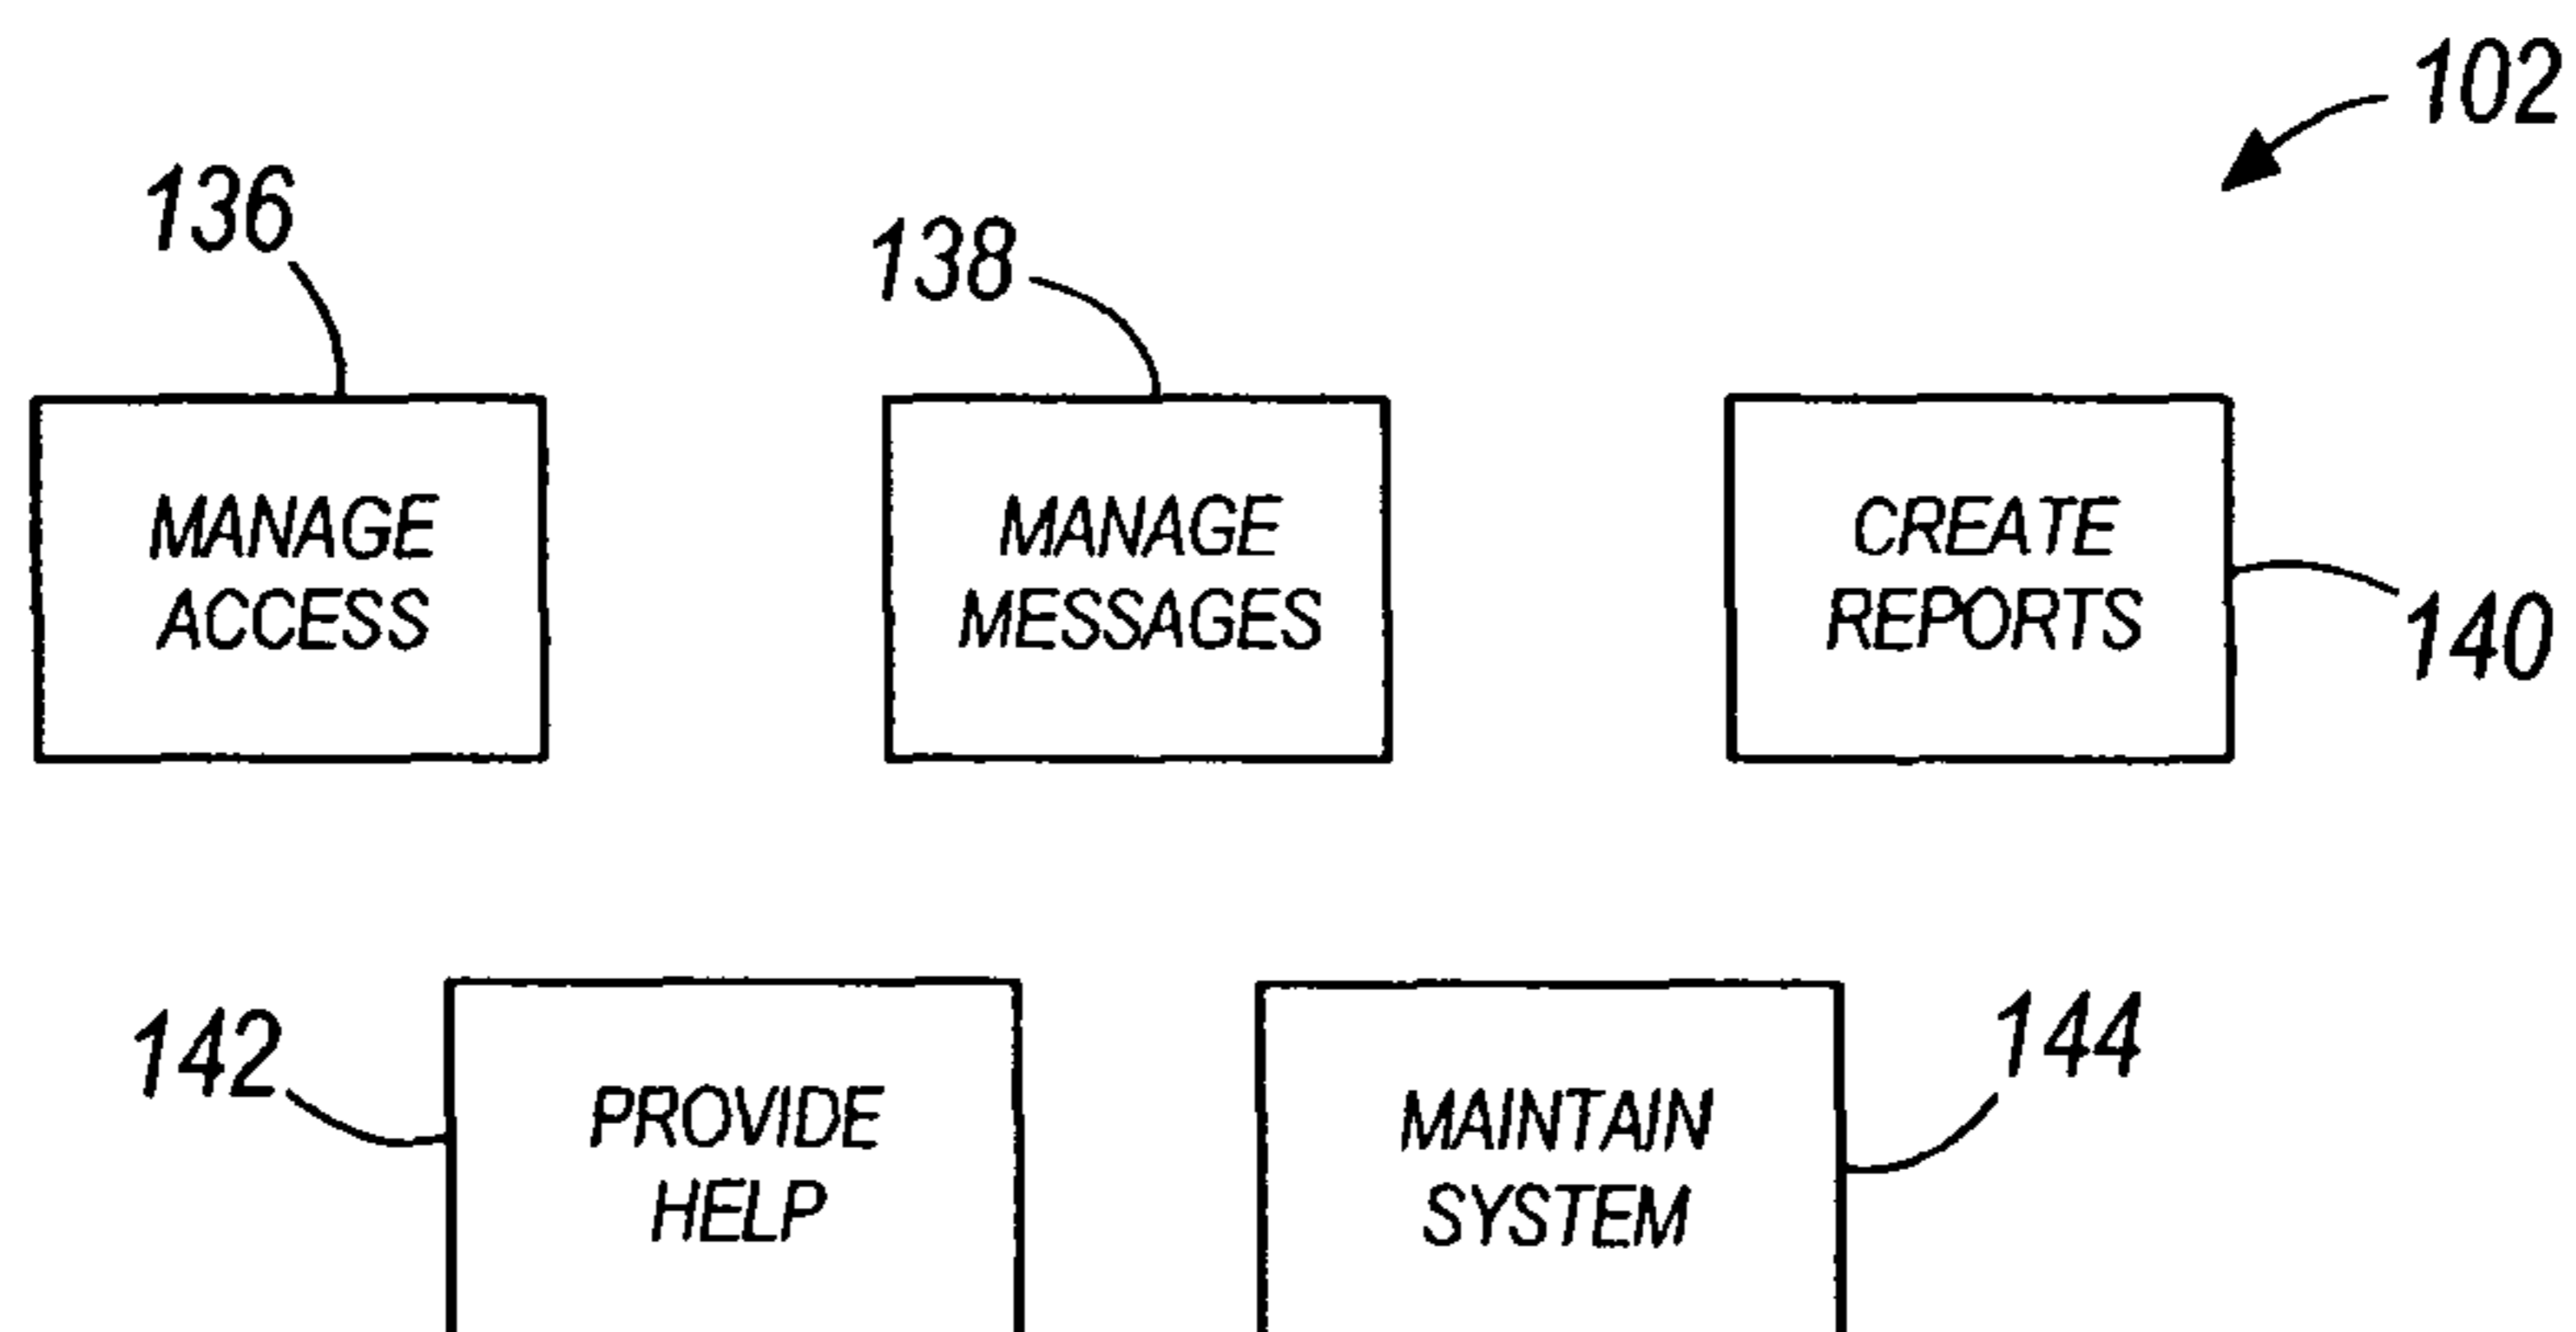 102
136
138
MANAGE
ACCESS
MANAGE
MESSAGES
CREATE
REPORTS
140
142
PROVIDE
HELP
MAINTAIN
SYSTEM
144